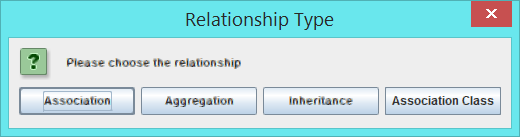 Relationship Type
Please choose the relationship
Association Aggregation Inheritance Association Class